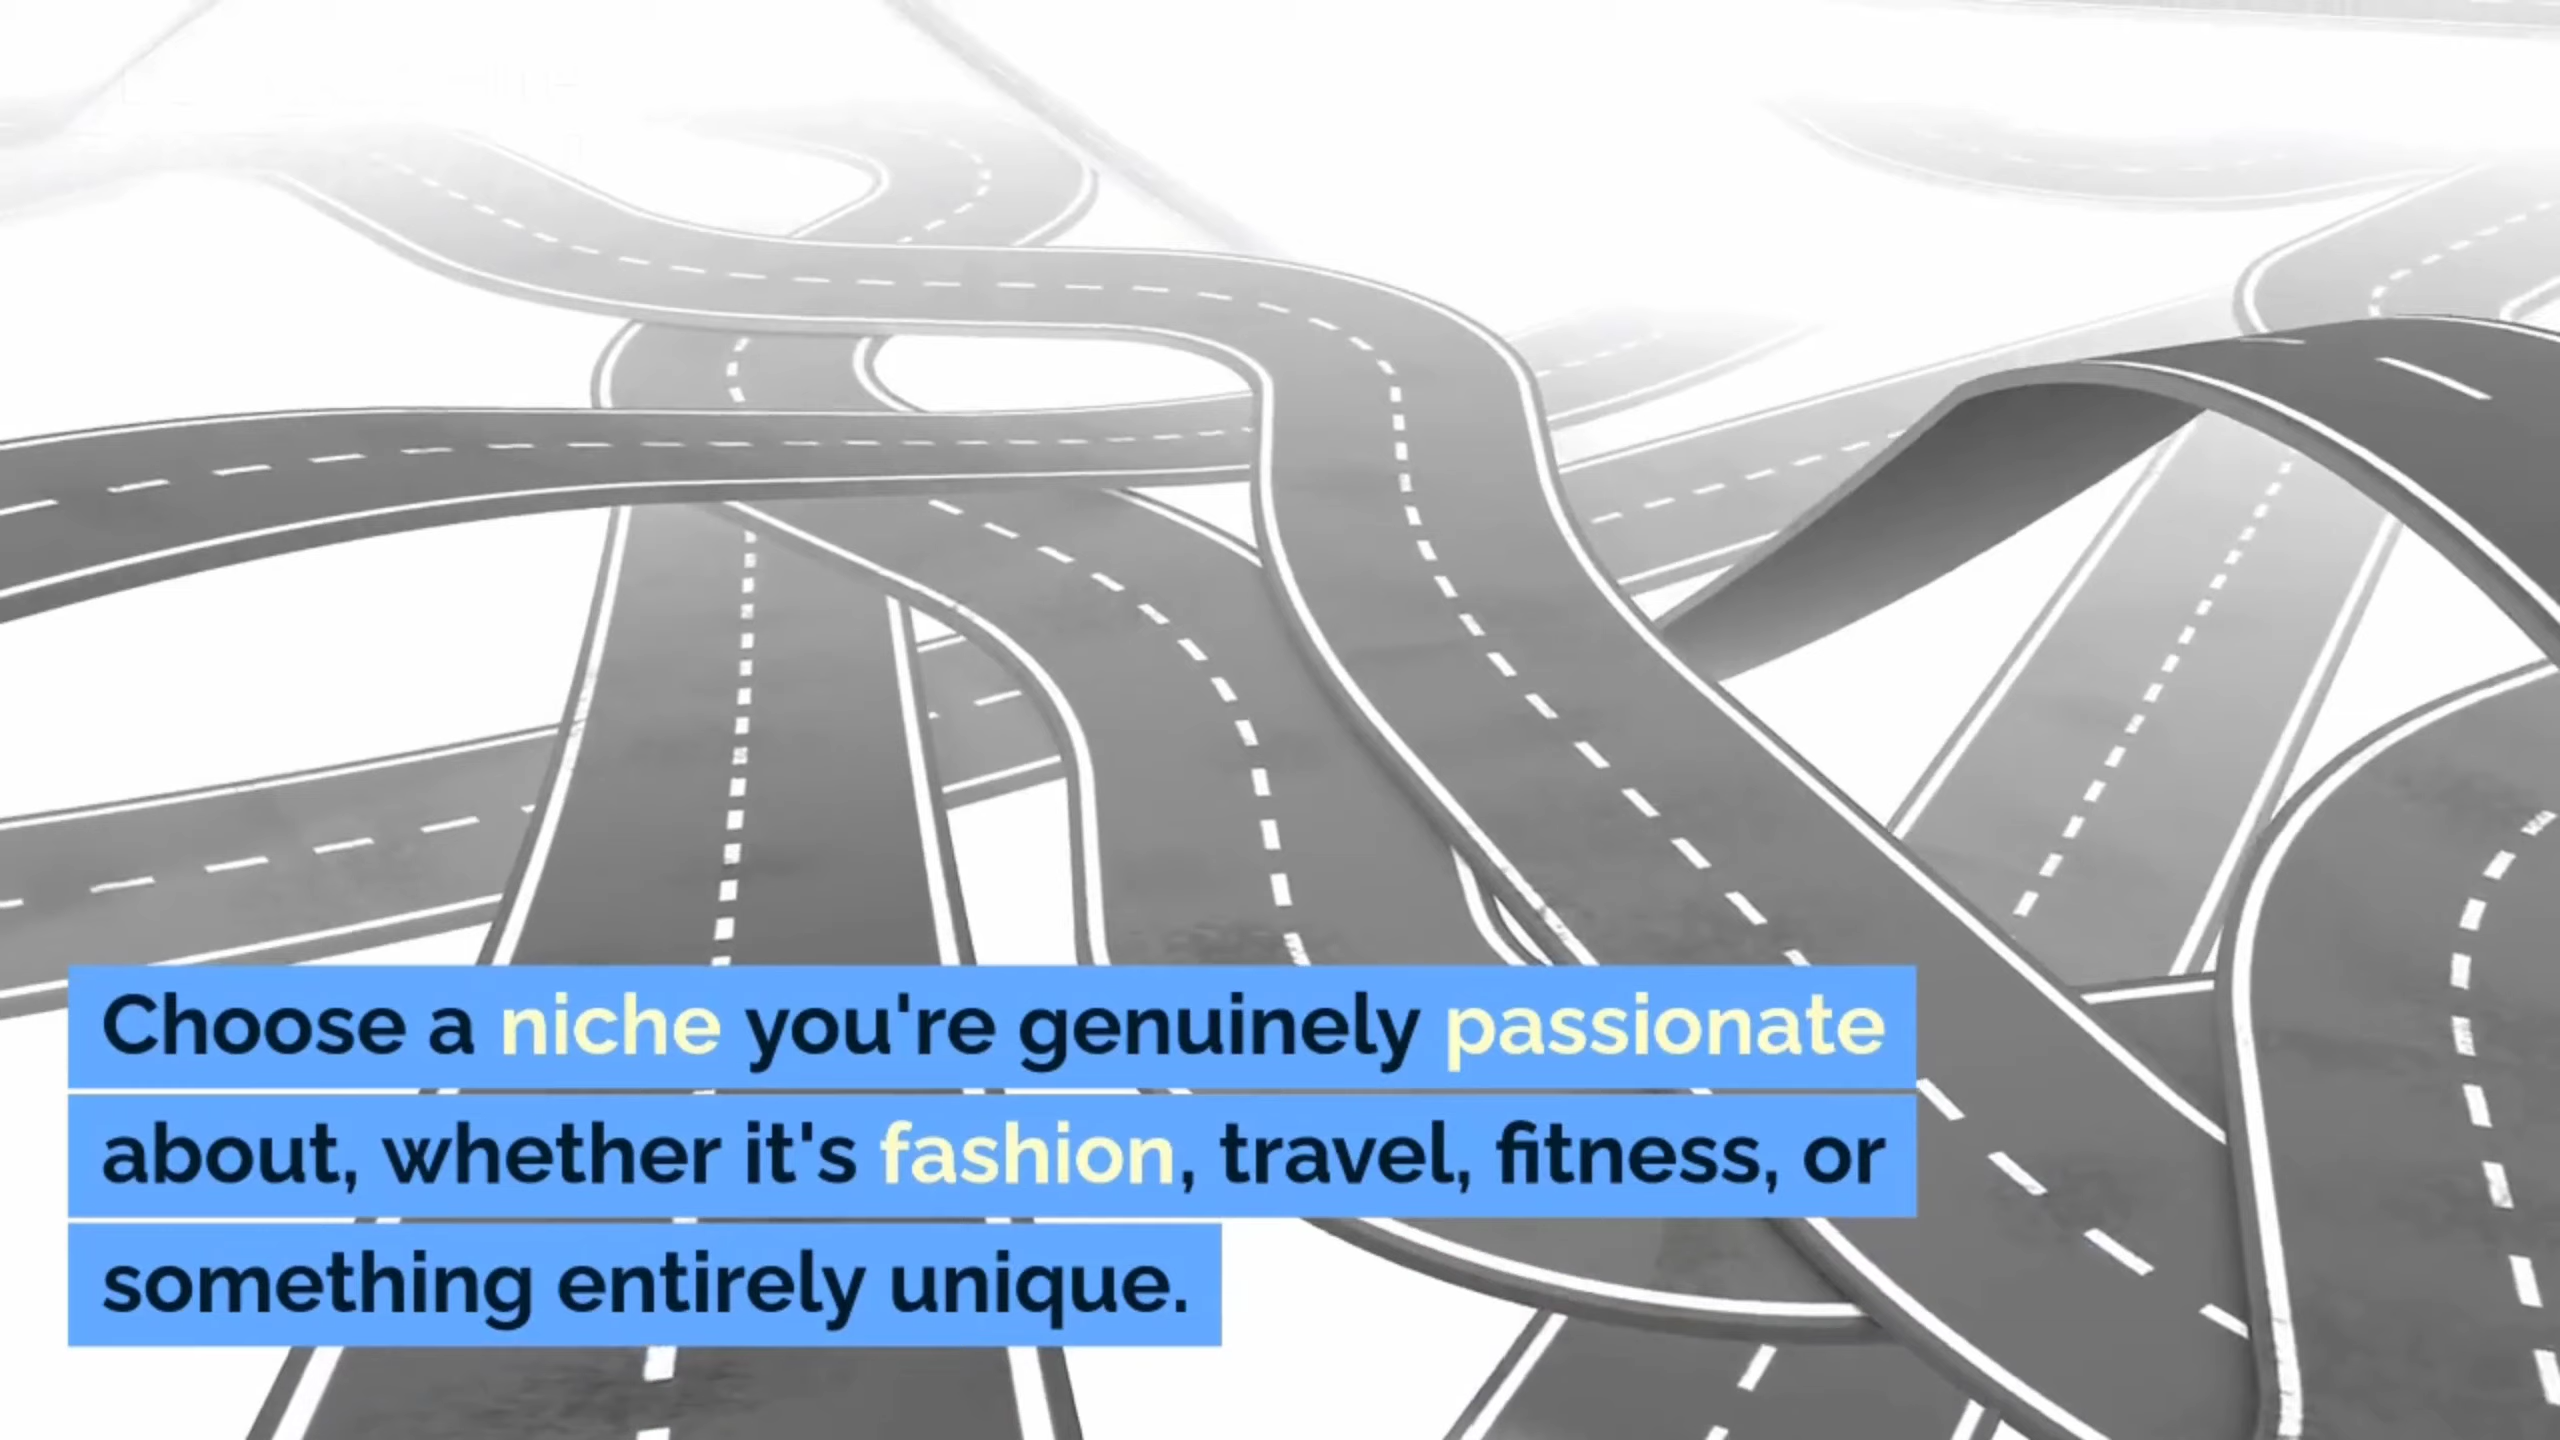 Choose a niche you're genuinely passionate
about, whether it's fashion, travel, fitness, or
something entirely unique.